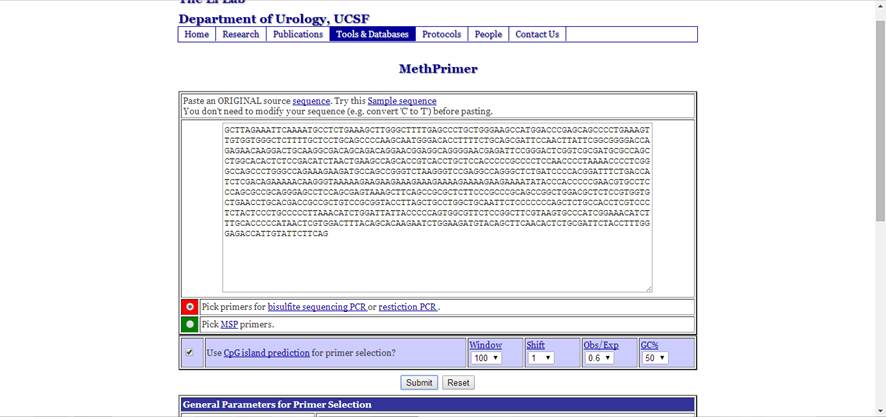 The Li Lab
Department of Urology, UCSF
Home Research Publications Tools & Databases Protocols People Contact Us
MethPrimer
Paste an ORIGINAL source sequence. Try this Sample sequence
You don't need to modify your sequence (e.g. convert 'C to 'T') before pasting.
GCTTAGAAATTCAAAATGCCTCTGAAAGCTTGGGCTTTTGAGCCCTGCTGGGAAGCCATGGACCCGAGCAGCCCCTGAAAGT
TGTGGTGGGCTCTTTTGCTCCTGCAGCCCCAAGCAATGGGACACTTTTTCTGCAGCGATTCCAACTTATTCGGCGGGGACCA
GAGAACAAGGACTGCAAGGCGACAGCAGACAGGAACGGAGGCAGGGGAACGAGATTCCGGGACTCGGTCGCGATGCGCCAGC
CTGGCACACTCTCCGACATCTAACTGAAGCCAGCACCGTCACCTGCTCCACCCCCGCCCCTCCAACCCCTAAAACCCCTCGG
GCCAGCCCTGGGCCAGAAAGAAGATGCCAGCCGGGTCTAAGGGTCCGAGGCCAGGGCTCTGATCCCCACGGATTTCTGACCA
TCTCGACAGAAAAACAAGGGTAAAAAGAAGAAGAAAGAAAGAAAAGAAAAGAAGAAAATATACCCACCCCCGAACGTGCCTC
CCAGCGCCGCAGGGAGCCTCCAGCGAGTAAAGCTTCAGCCGCGCTCTTCCCGCCGGCAGCCGGCTGGACGCTCTCCGTGGTG
CTGAACCTGCACGACCGCCGCTGTCCGCGGTACCTTAGCTGCCTGGCTGCAATTCTCCCCCCCAGCTCTGCCACCTCGTCCC
TCTACTCCCTGCCCCCTTAAACATCTGGATTATTACCCCCAGTGGCGTTCTCCGGCTTCGTAAGTGCCCATCGGAAACATCT
TTGCACCCCCATAACTCGTGGACTTTACAGCACAAGAATCTGGAAGATGTACAGCTTCAACACTCTGCGATTCTACCTTTGG
GAGACCATTGTATTCTTCAG
Pick primers for bisulfite sequencing PCR or restiction PCR .
Pick MSP primers.
Use CpG island prediction for primer selection?
Window Shift Obs/Exp GC%
100 1 0.6 50
Submit Reset
General Parameters for Primer Selection